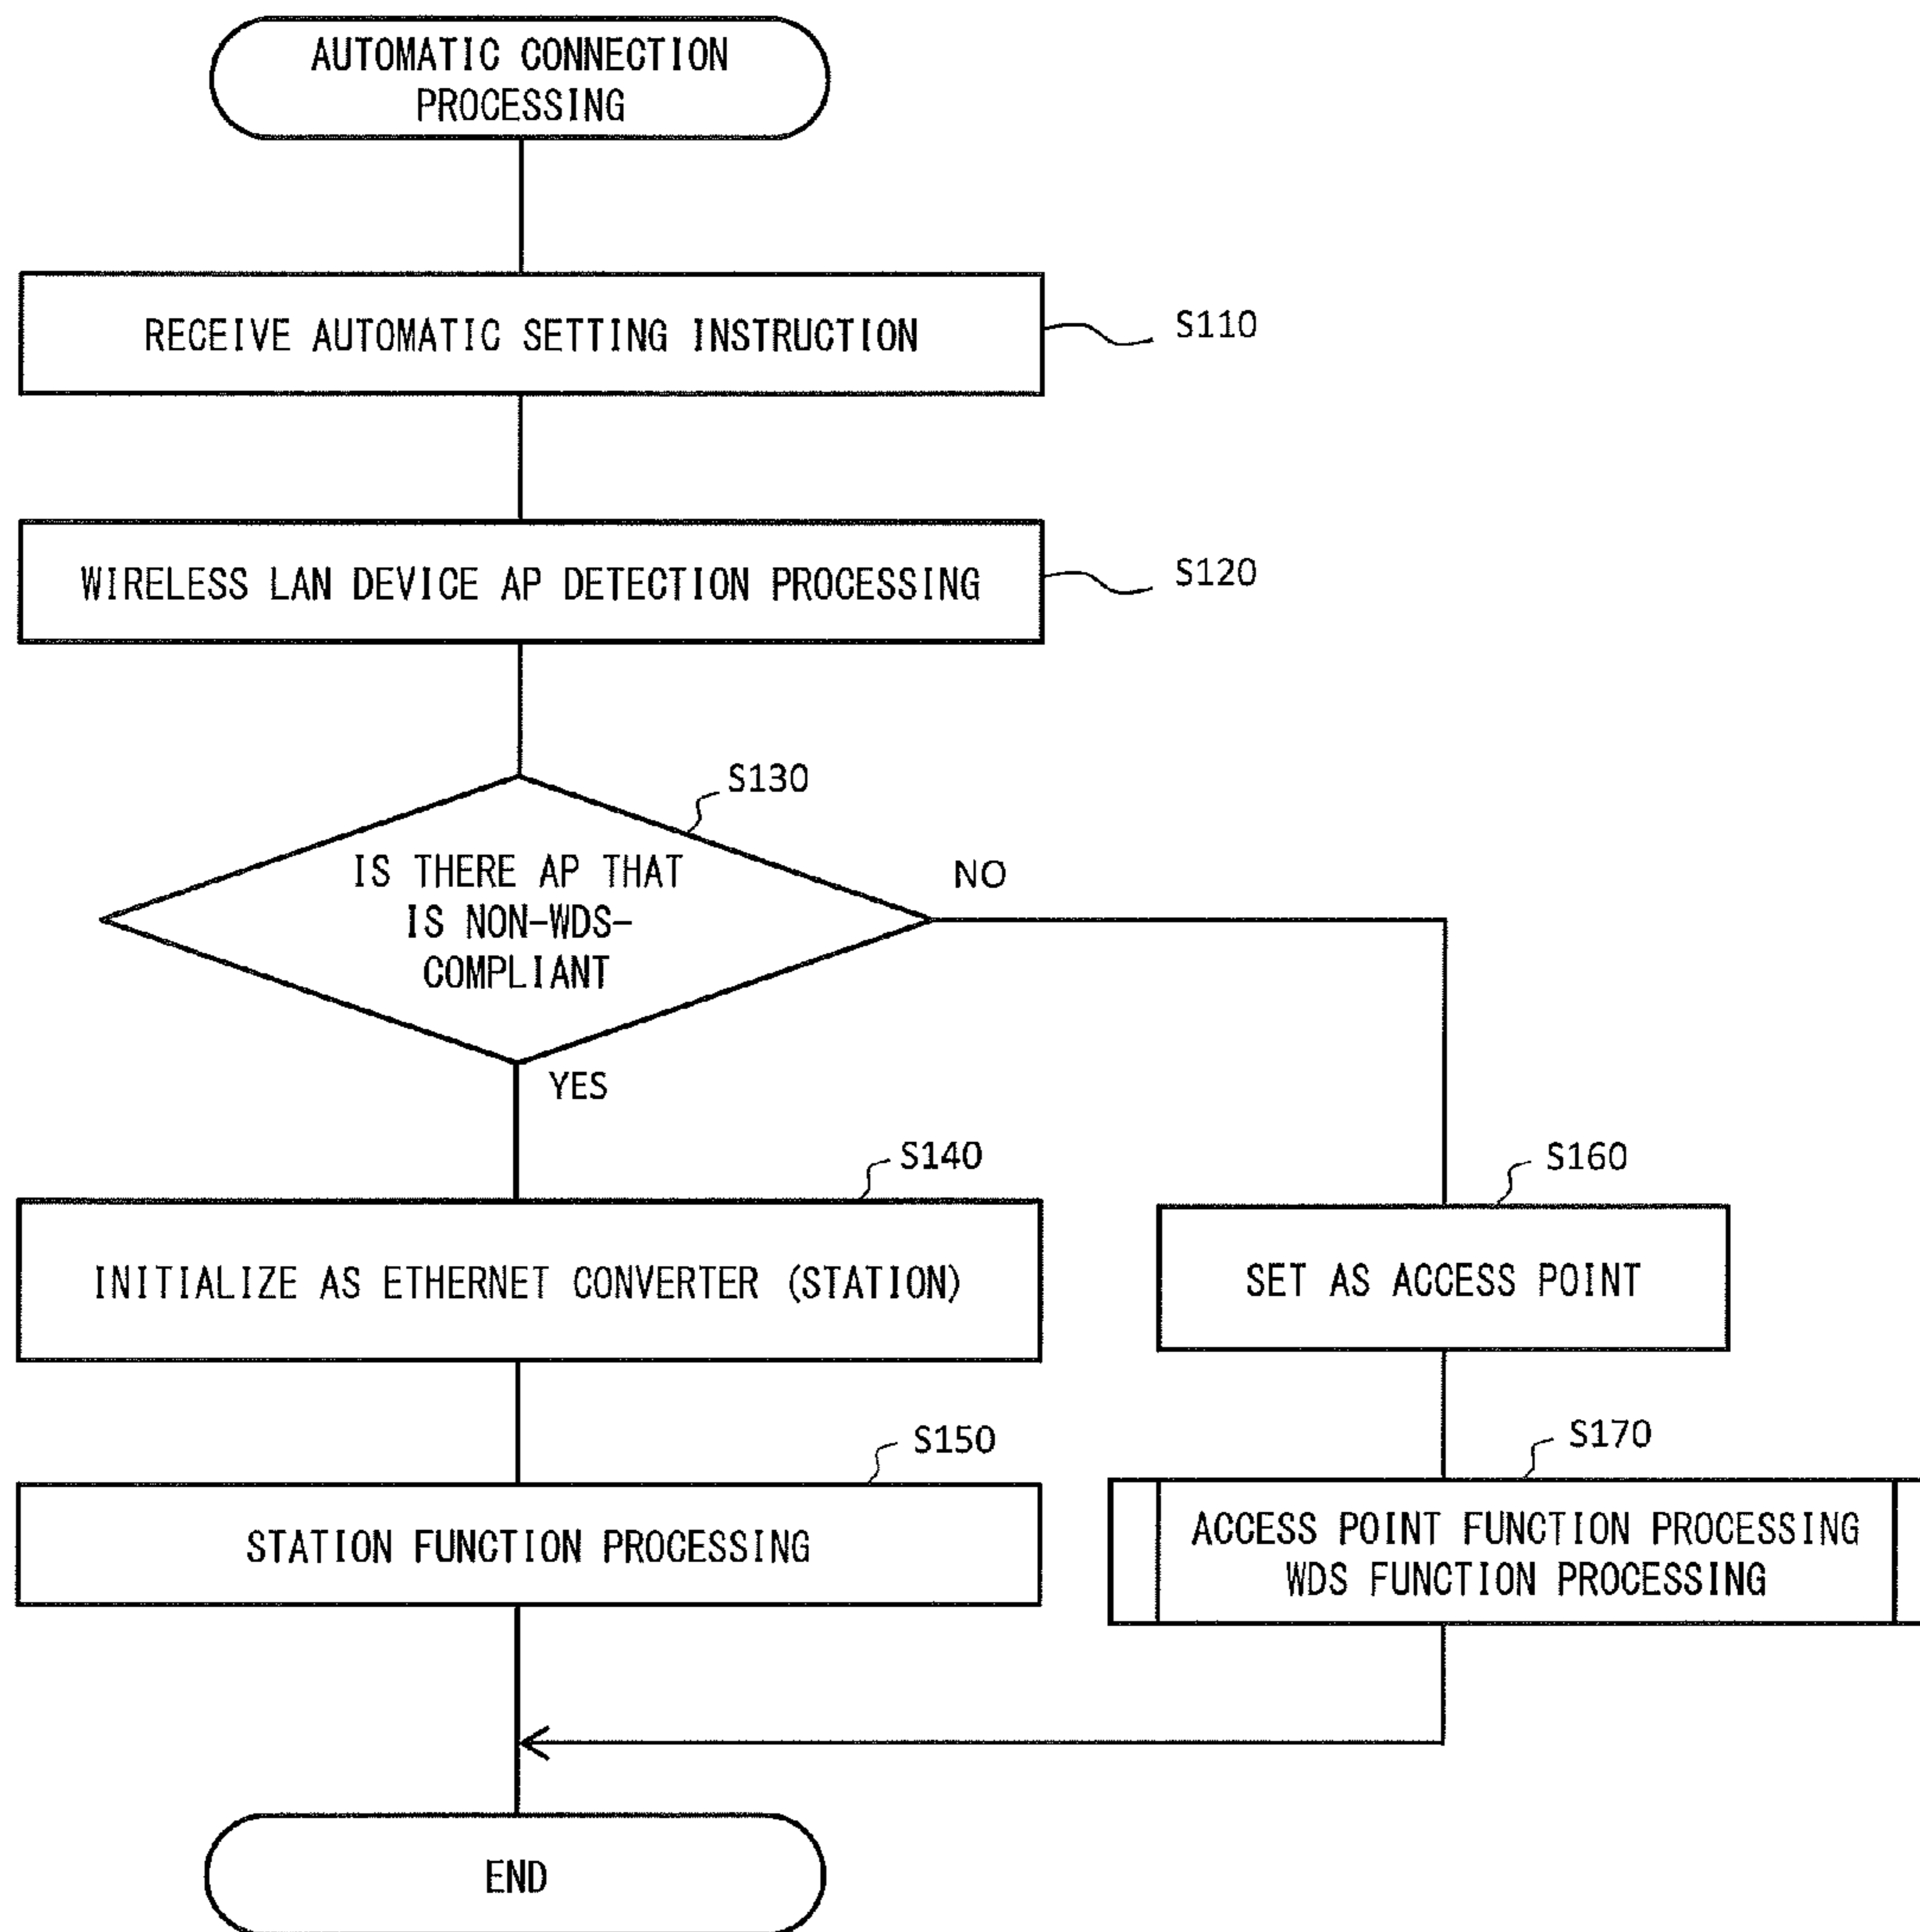 AUTOMATIC CONNECTION
PROCESSING
RECEIVE AUTOMATIC SETTING INSTRUCTION
S110
WIRELESS LAN DEVICE AP DETECTION PROCESSING
S120
S130
IS THERE AP THAT
IS NON-WDS-
COMPLIANT
NO
YES
S140
INITIALIZE AS ETHERNET CONVERTER (STATION)
S160
SET AS ACCESS POINT
S150
STATION FUNCTION PROCESSING
S170
ACCESS POINT FUNCTION PROCESSING
WDS FUNCTION PROCESSING
END